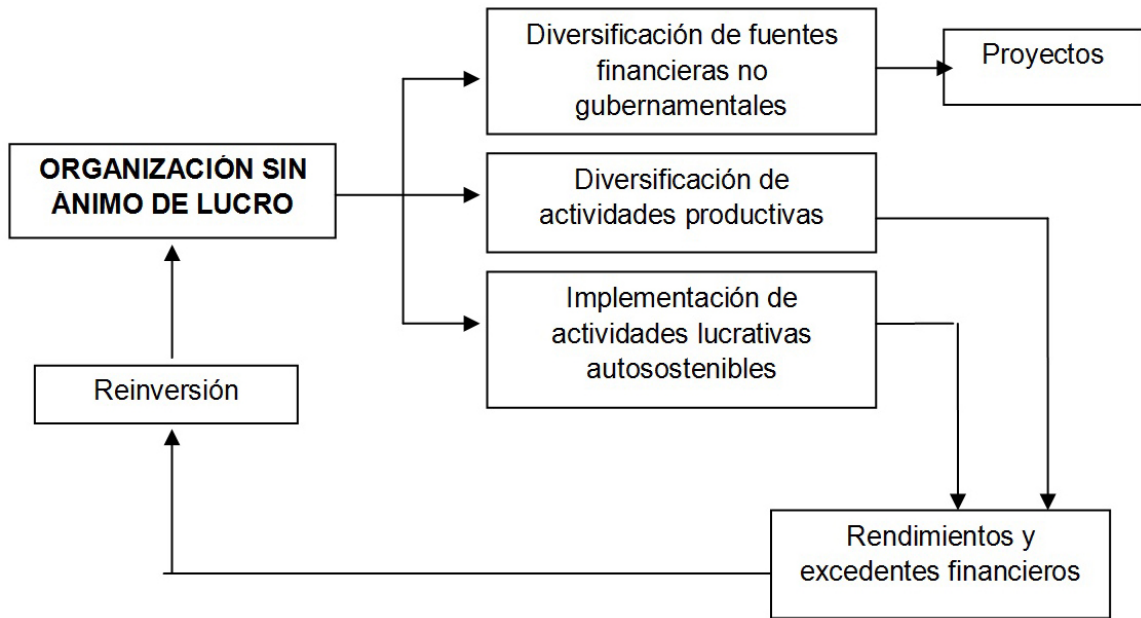 Diversificación de fuentes
financieras no
gubernamentales
Proyectos
ORGANIZACIÓN SIN
ÁNIMO DE LUCRO
Diversificación de
actividades productivas
Implementación de
actividades lucrativas
autosostenibles
Reinversión
Rendimientos y
excedentes financieros